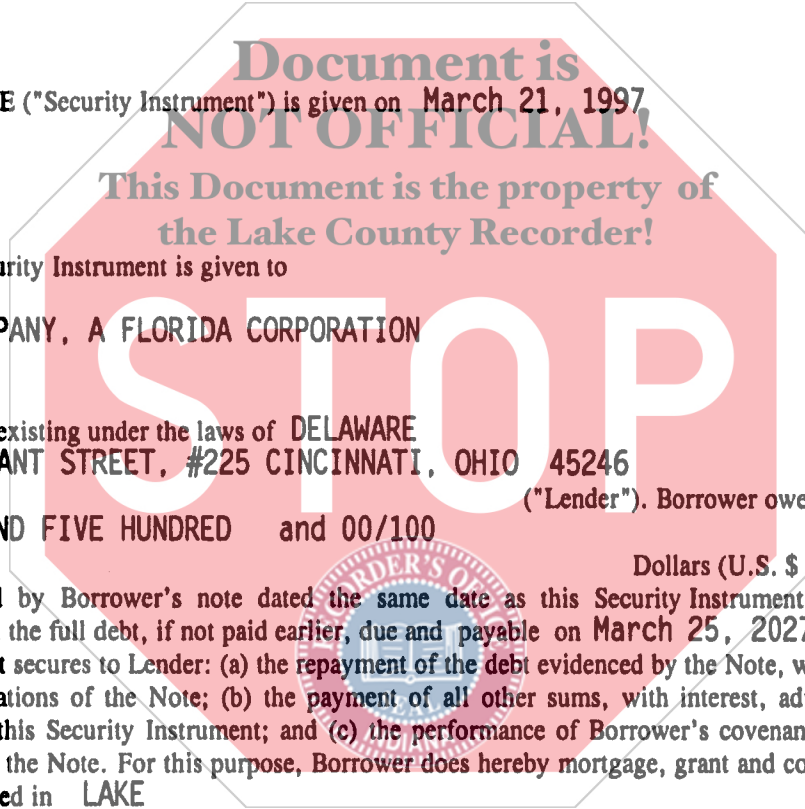 Document is
E ("Security Instrument") is given on March 21, 1997
NOT OFFICIAL!
This Document is the property of
the Lake County Recorder!
urity Instrument is given to
PANY, A FLORIDA CORPORATION
STOP
existing under the laws of DELAWARE
ANT STREET, #225 CINCINNATI, OHIO 45246
("Lender"). Borrower owe
ND FIVE HUNDRED and 00/100
Dollars (U.S. $
RECORDER'S OFFICE
by Borrower's note dated the same date as this Security Instrument
the full debt, if not paid earlier, due and payable on March 25, 2027
t secures to Lender: (a) the repayment of the debt evidenced by the Note, w
ations of the Note; (b) the payment of all other sums, with interest, ad
this Security Instrument; and (c) the performance of Borrower's covenan
the Note. For this purpose, Borrower does hereby mortgage, grant and co
ed in LAKE